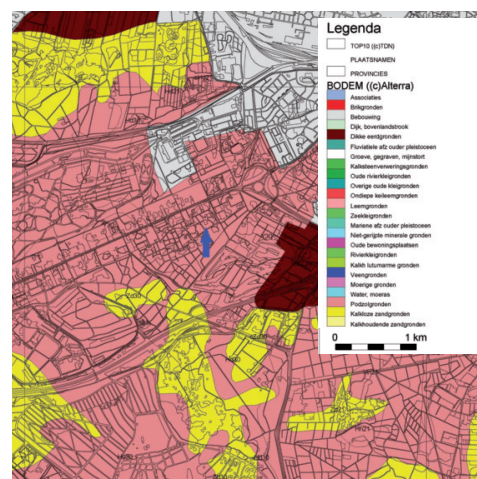 Legenda
TOP10 ((c)TDN)
PLAATSNAMEN
PROVINCIES
BODEM ((c)Alterra)
Associaties
Brikgronden
Bebouwing
Dijk, bovenlandstrook
Dikke eerdgronden
Fluviatiele afz ouder pleistoceen
Groeve, gegraven, mijnstort
Kalksteenverweringsgronden
Oude rivierkleigronden
Overige oude kleigronden
Ondiepe keileemgronden
Leemgronden
Zeekleigronden
Mariene afz ouder pleistoceen
Niet-gerijpte minerale gronden
Oude bewoningsplaatsen
Rivierkleigronden
Kalkh lutumarme gronden
Veengronden
Moerige gronden
Water, moeras
Podzolgronden
Kalkloze zandgronden
Kalkhoudende zandgronden
0 1 km